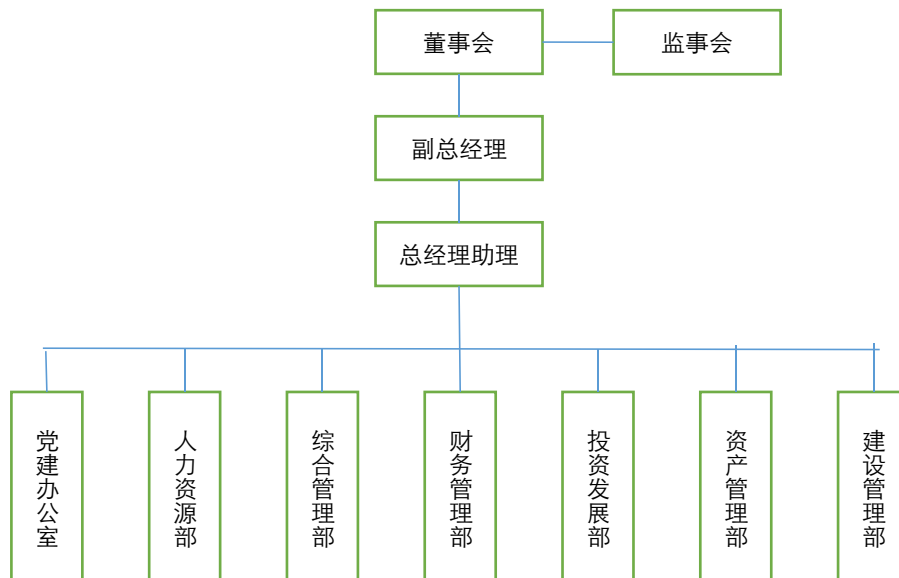 董事会
监事会
副总经理
总经理助理
党建办公室
人力资源部
综合管理部
财务管理部
投资发展部
资产管理部
建设管理部